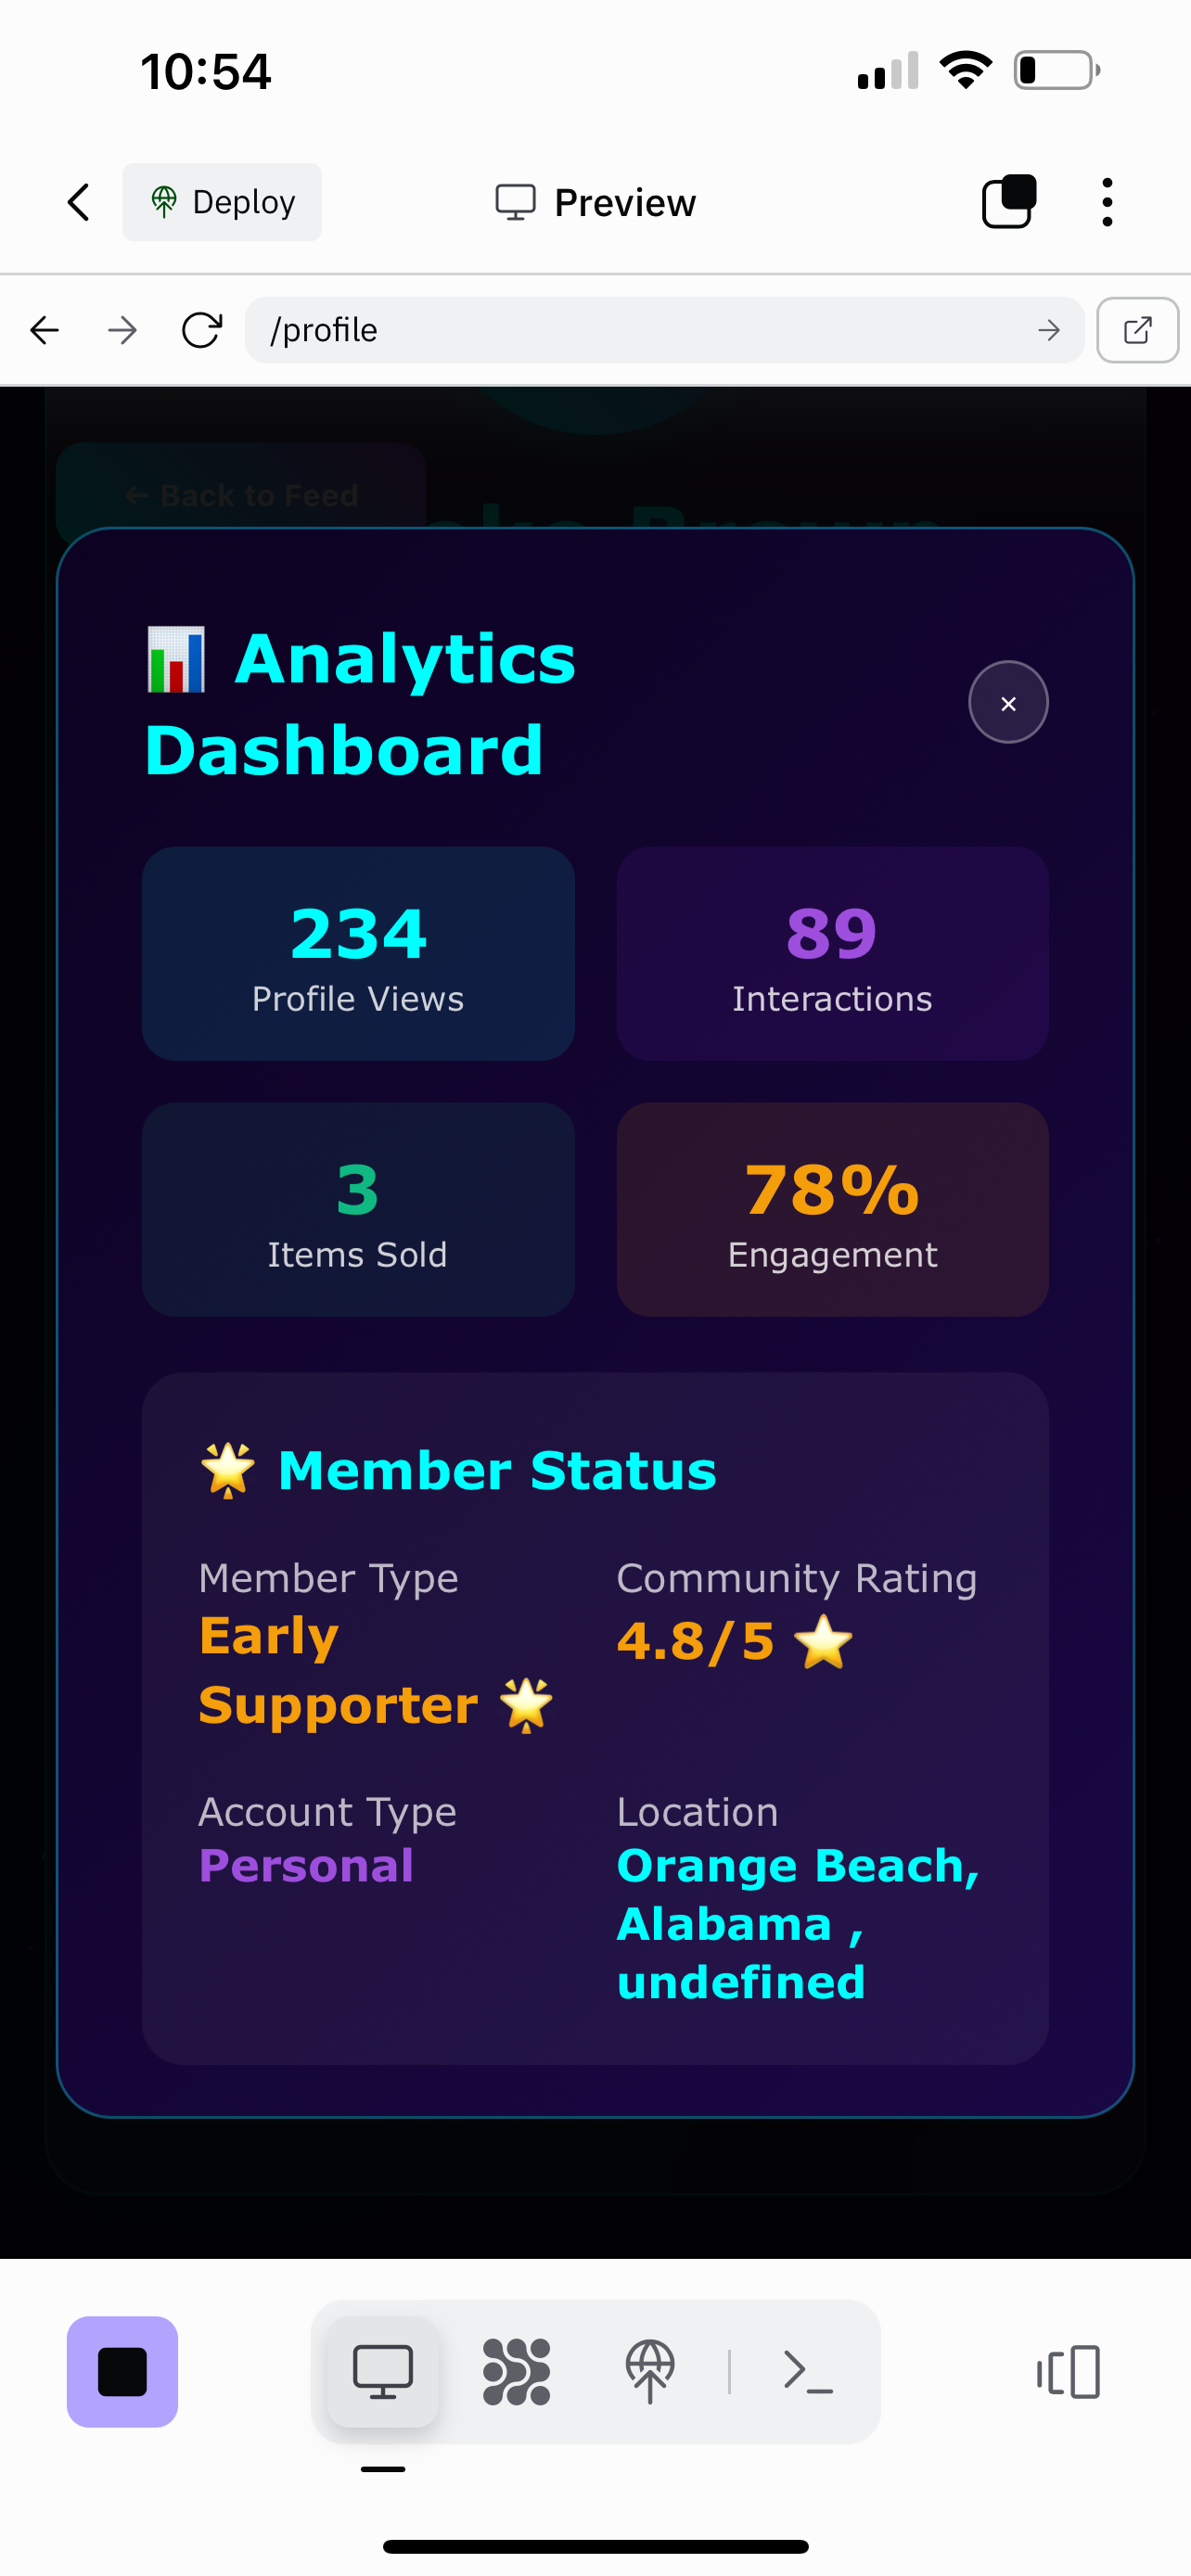 10:54
Deploy
Preview
/profile
← Back to Feed
Brown
📊 Analytics
Dashboard
×
234
Profile Views
89
Interactions
3
Items Sold
78%
Engagement
🌟 Member Status
Member Type
Early
Supporter 🌟
Community Rating
4.8/5 ⭐
Account Type
Personal
Location
Orange Beach,
Alabama ,
undefined